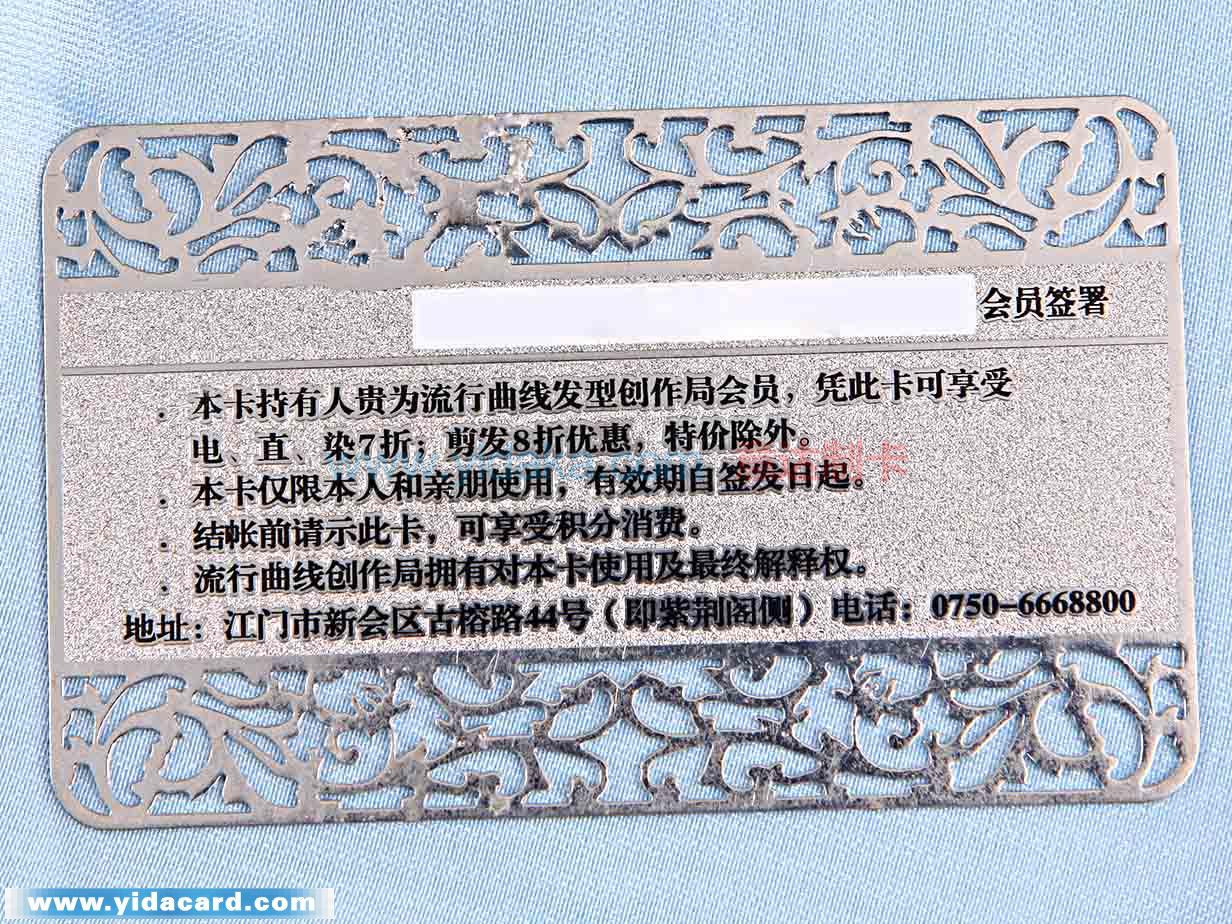 会员签署
. 本卡持有人贵为流行曲线发型创作局会员，凭此卡可享受
电、直、染7折；剪发8折优惠，特价除外。
. 本卡仅限本人和亲朋使用，有效期自签发日起。
. 结帐前请示此卡，可享受积分消费。
. 流行曲线创作局拥有对本卡使用及最终解释权。
地址：江门市新会区古榕路44号（即紫荆阁侧）电话：0750-6668800
www.yidacard.com